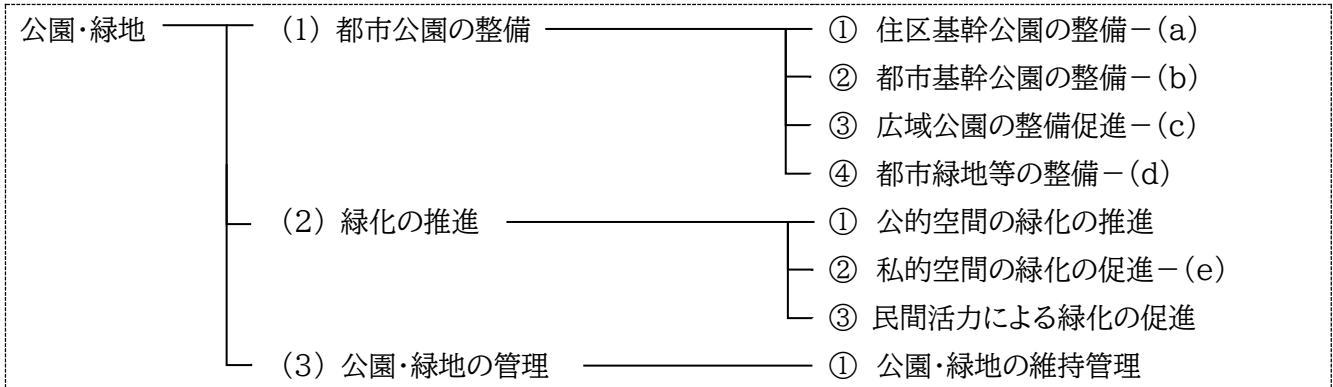 公園・緑地 (1) 都市公園の整備 ① 住区基幹公園の整備－(a)
② 都市基幹公園の整備－(b)
③ 広域公園の整備促進－(c)
④ 都市緑地等の整備－(d)
(2) 緑化の推進 ① 公的空間の緑化の推進
② 私的空間の緑化の促進－(e)
③ 民間活力による緑化の促進
(3) 公園・緑地の管理 ① 公園・緑地の維持管理